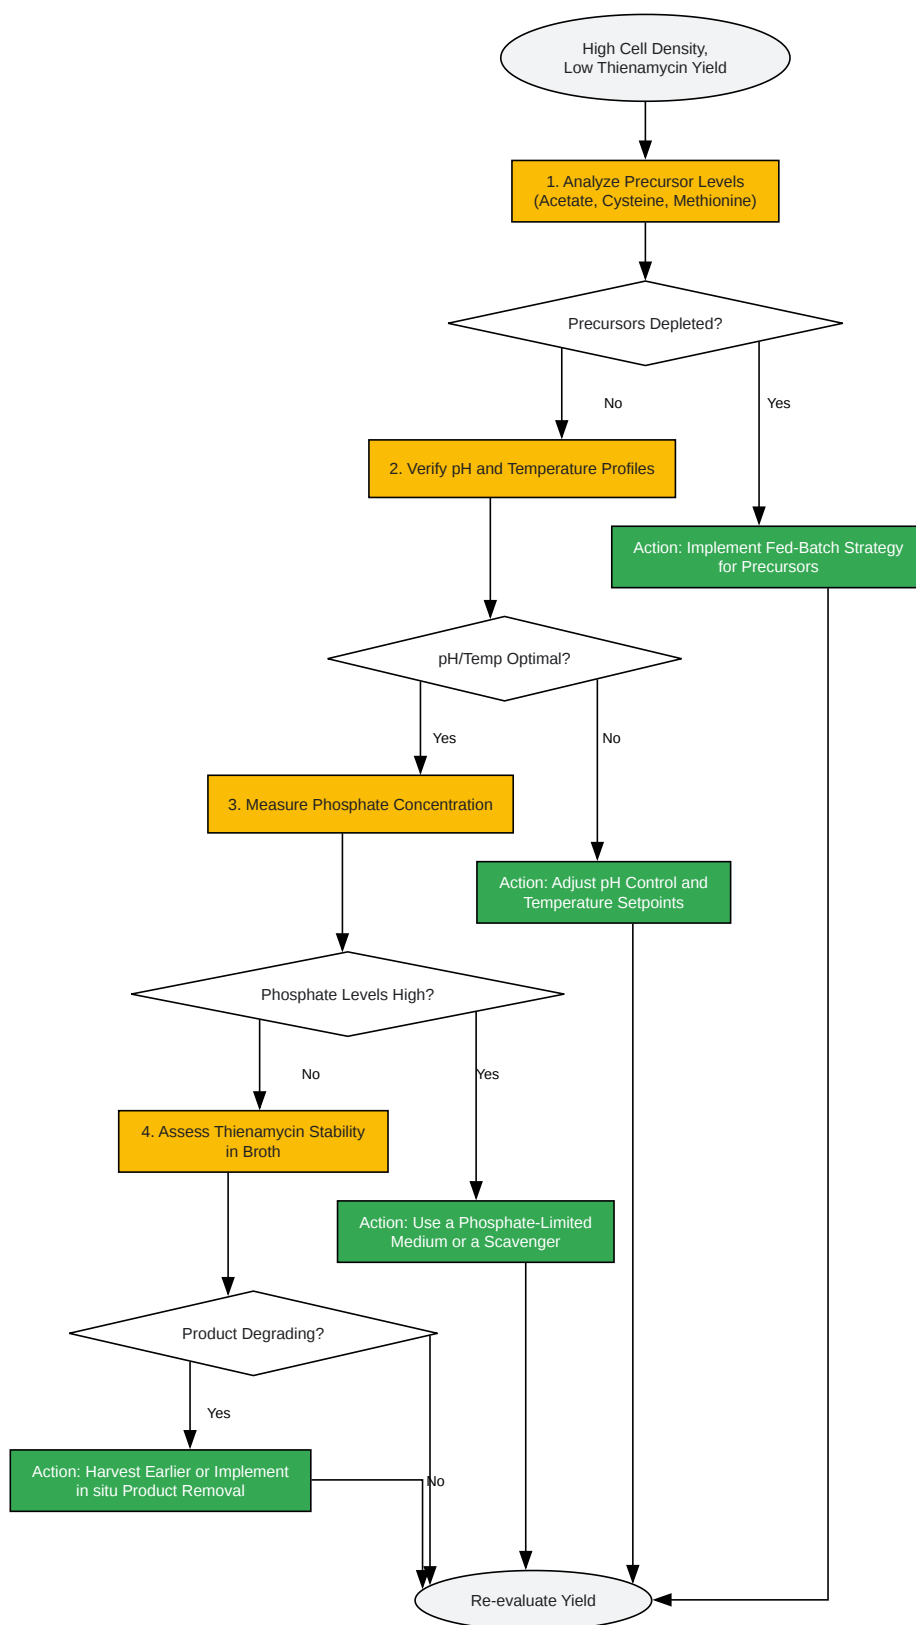 High Cell Density,
Low Thienamycin Yield
1. Analyze Precursor Levels
(Acetate, Cysteine, Methionine)
Precursors Depleted?
No
Yes
2. Verify pH and Temperature Profiles
Action: Implement Fed-Batch Strategy
for Precursors
pH/Temp Optimal?
Yes
No
3. Measure Phosphate Concentration
Action: Adjust pH Control and
Temperature Setpoints
Phosphate Levels High?
No
Yes
4. Assess Thienamycin Stability
in Broth
Action: Use a Phosphate-Limited
Medium or a Scavenger
Product Degrading?
Yes
Action: Harvest Earlier or Implement
in situ Product Removal
No
Re-evaluate Yield